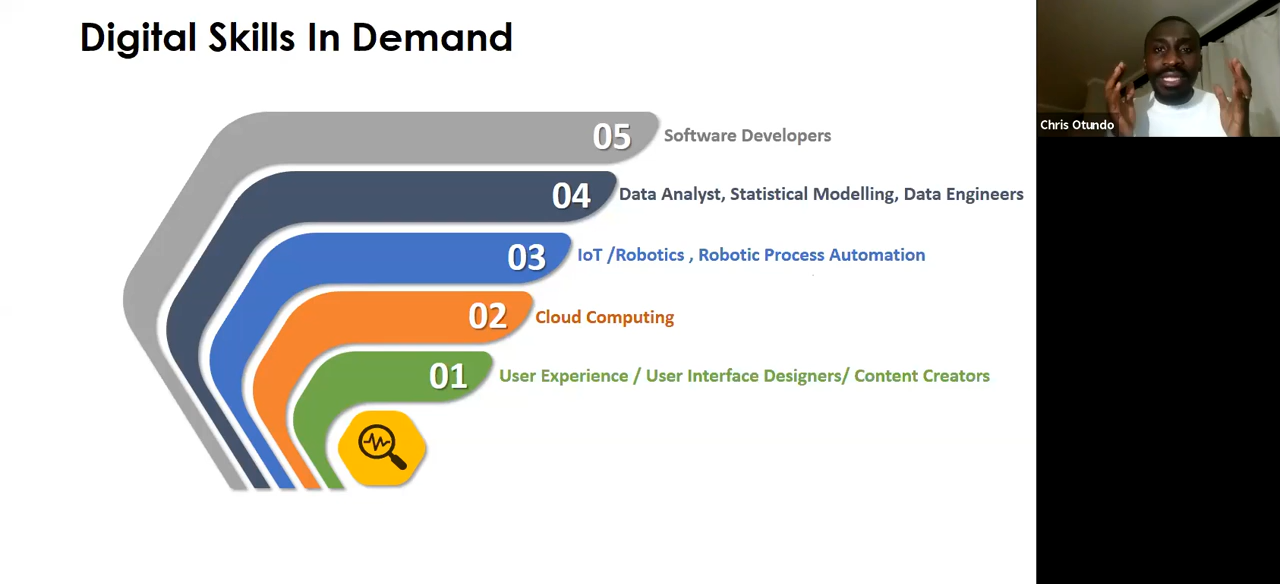 Digital Skills In Demand
Chris Otundo
05 Software Developers
04 Data Analyst, Statistical Modelling, Data Engineers
03 IoT /Robotics , Robotic Process Automation
02 Cloud Computing
01 User Experience / User Interface Designers/ Content Creators